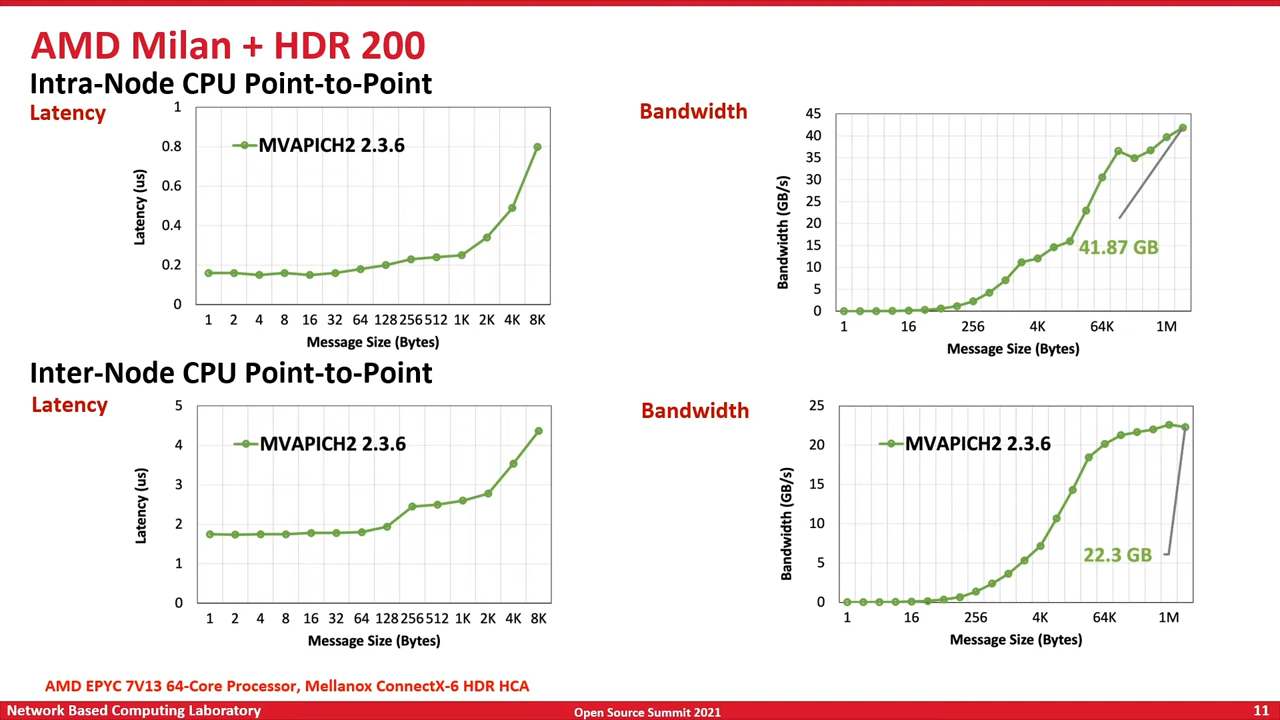 AMD Milan + HDR 200
Intra-Node CPU Point-to-Point
Latency
1
0.8
0.6
0.4
0.2
0
Latency (us)
MVAPICH2 2.3.6
1 2 4 8 16 32 64 128 256 512 1K 2K 4K 8K
Message Size (Bytes)
Bandwidth
45
40
35
30
25
20
15
10
5
0
Bandwidth (GB/s)
41.87 GB
1 16 256 4K 64K 1M
Message Size (Bytes)
Inter-Node CPU Point-to-Point
Latency
5
4
3
2
1
0
Latency (us)
MVAPICH2 2.3.6
1 2 4 8 16 32 64 128 256 512 1K 2K 4K 8K
Message Size (Bytes)
Bandwidth
25
20
15
10
5
0
Bandwidth (GB/s)
MVAPICH2 2.3.6
22.3 GB
1 16 256 4K 64K 1M
Message Size (Bytes)
AMD EPYC 7V13 64-Core Processor, Mellanox ConnectX-6 HDR HCA
Network Based Computing Laboratory
Open Source Summit 2021
11